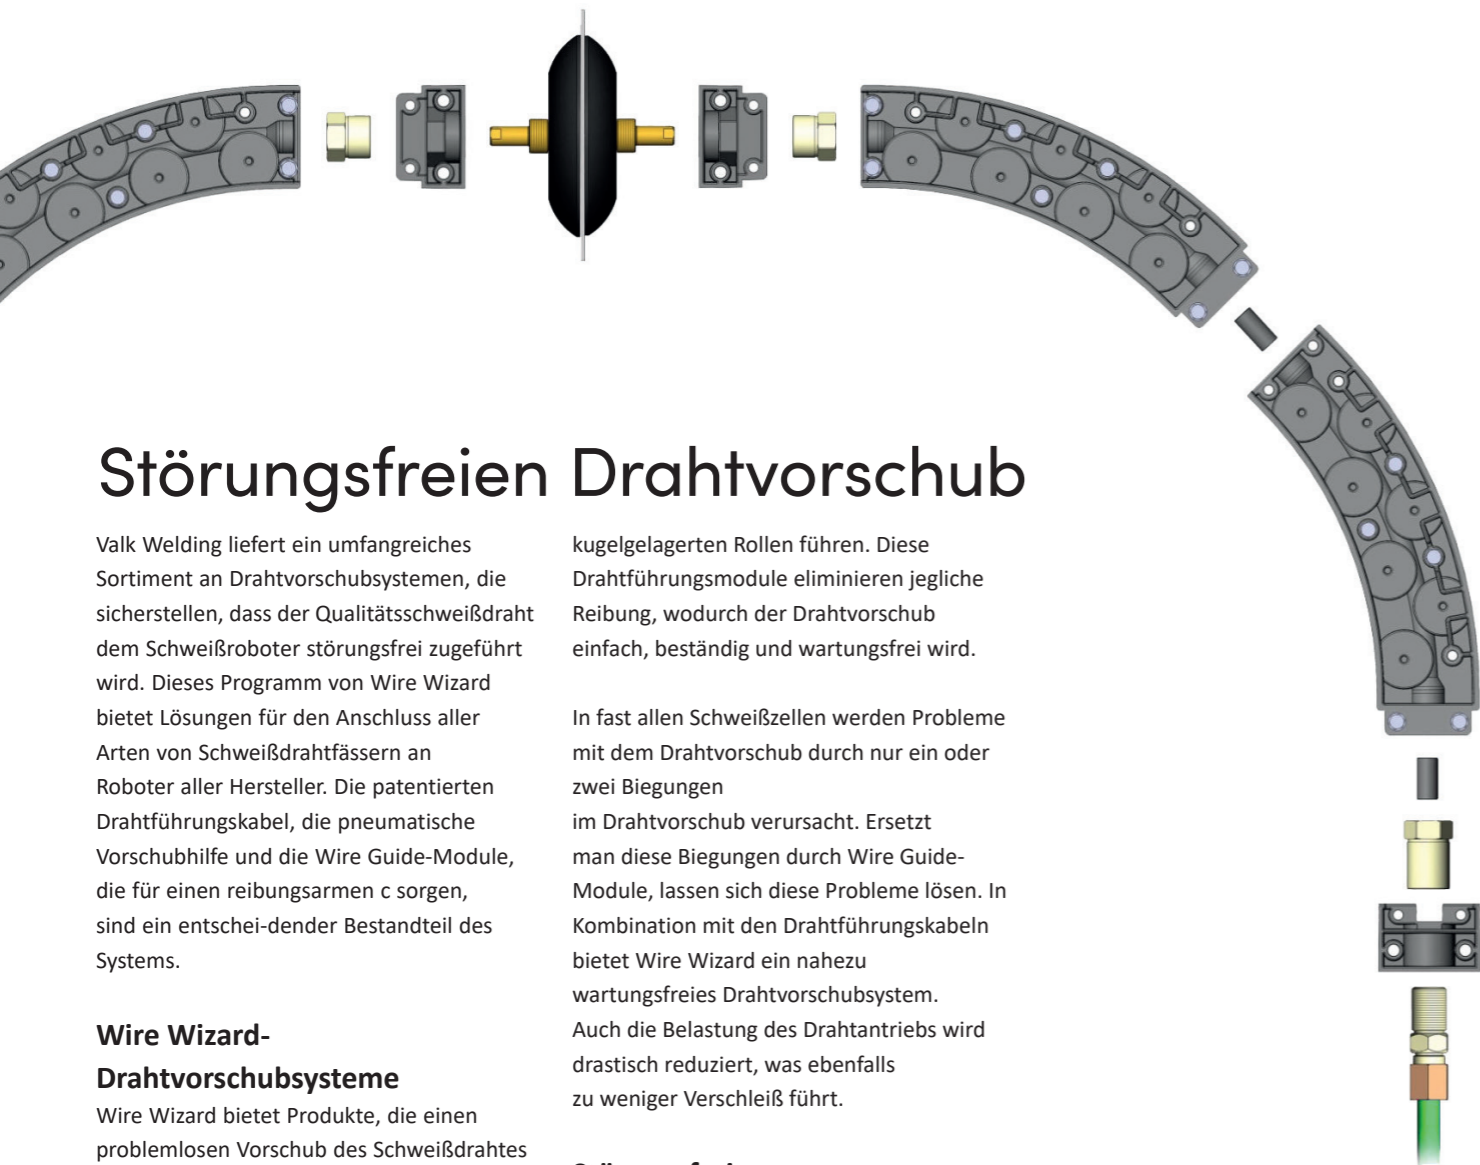 Störungsfreien Drahtvorschub
Valk Welding liefert ein umfangreiches
Sortiment an Drahtvorschubsystemen, die
sicherstellen, dass der Qualitätsschweißdraht
dem Schweißroboter störungsfrei zugeführt
wird. Dieses Programm von Wire Wizard
bietet Lösungen für den Anschluss aller
Arten von Schweißdrahtfässern an
Roboter aller Hersteller. Die patentierten
Drahtführungskabel, die pneumatische
Vorschubhilfe und die Wire Guide-Module,
die für einen reibungsarmen c sorgen,
sind ein entschei-dender Bestandteil des
Systems.
Wire Wizard-
Drahtvorschubsysteme
Wire Wizard bietet Produkte, die einen
problemlosen Vorschub des Schweißdrahtes
kugelgelagerten Rollen führen. Diese
Drahtführungsmodule eliminieren jegliche
Reibung, wodurch der Drahtvorschub
einfach, beständig und wartungsfrei wird.
In fast allen Schweißzellen werden Probleme
mit dem Drahtvorschub durch nur ein oder
zwei Biegungen
im Drahtvorschub verursacht. Ersetzt
man diese Biegungen durch Wire Guide-
Module, lassen sich diese Probleme lösen. In
Kombination mit den Drahtführungskabeln
bietet Wire Wizard ein nahezu
wartungsfreies Drahtvorschubsystem.
Auch die Belastung des Drahtantriebs wird
drastisch reduziert, was ebenfalls
zu weniger Verschleiß führt.